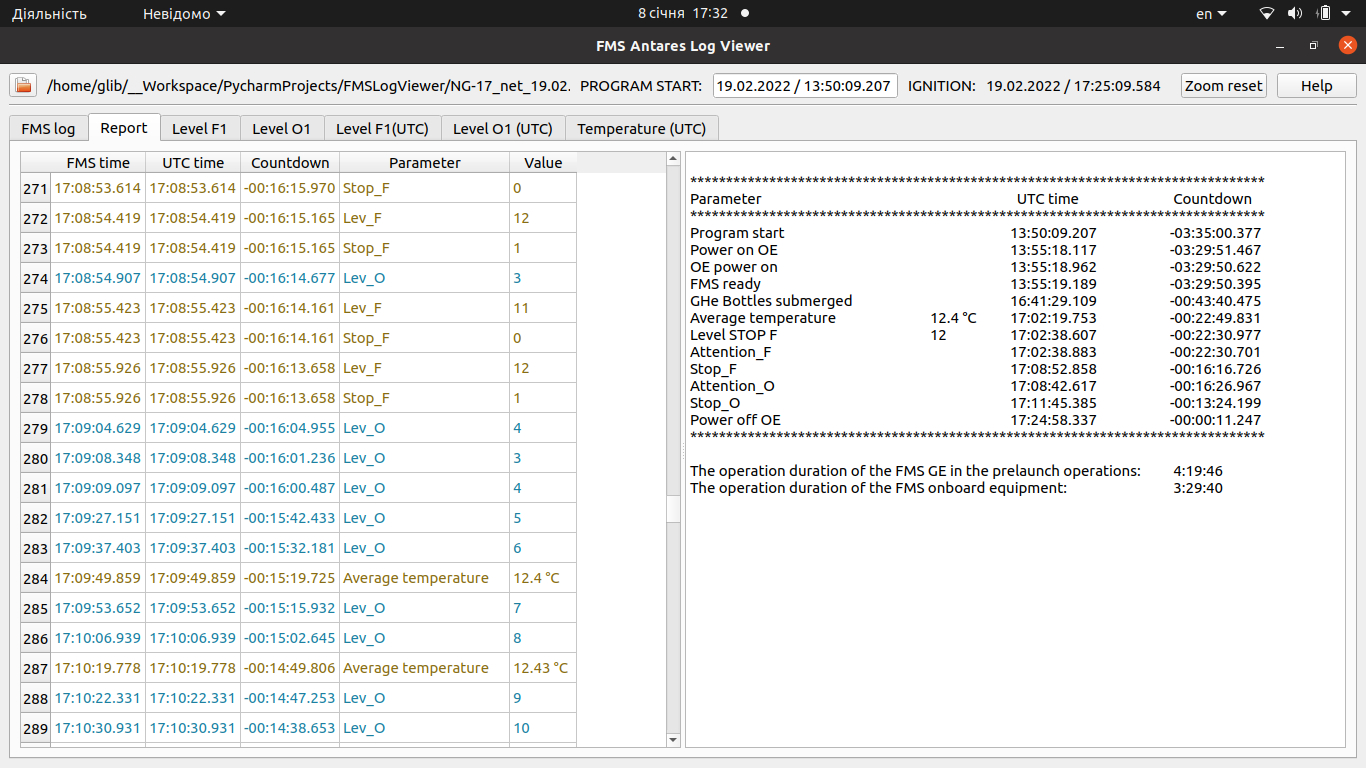 Діяльність Невідомо 8 січня 17:32 en
FMS Antares Log Viewer
/home/glib/__Workspace/PycharmProjects/FMSLogViewer/NG-17_net_19.02. PROGRAM START: 19.02.2022 / 13:50:09.207 IGNITION: 19.02.2022 / 17:25:09.584 Zoom reset Help
FMS log Report Level F1 Level O1 Level F1(UTC) Level O1 (UTC) Temperature (UTC)
FMS time UTC time Countdown Parameter Value
271 17:08:53.614 17:08:53.614 -00:16:15.970 Stop_F 0
272 17:08:54.419 17:08:54.419 -00:16:15.165 Lev_F 12
273 17:08:54.419 17:08:54.419 -00:16:15.165 Stop_F 1
274 17:08:54.907 17:08:54.907 -00:16:14.677 Lev_O 3
275 17:08:55.423 17:08:55.423 -00:16:14.161 Lev_F 11
276 17:08:55.423 17:08:55.423 -00:16:14.161 Stop_F 0
277 17:08:55.926 17:08:55.926 -00:16:13.658 Lev_F 12
278 17:08:55.926 17:08:55.926 -00:16:13.658 Stop_F 1
279 17:09:04.629 17:09:04.629 -00:16:04.955 Lev_O 4
280 17:09:08.348 17:09:08.348 -00:16:01.236 Lev_O 3
281 17:09:09.097 17:09:09.097 -00:16:00.487 Lev_O 4
282 17:09:27.151 17:09:27.151 -00:15:42.433 Lev_O 5
283 17:09:37.403 17:09:37.403 -00:15:32.181 Lev_O 6
284 17:09:49.859 17:09:49.859 -00:15:19.725 Average temperature 12.4 °C
285 17:09:53.652 17:09:53.652 -00:15:15.932 Lev_O 7
286 17:10:06.939 17:10:06.939 -00:15:02.645 Lev_O 8
287 17:10:19.778 17:10:19.778 -00:14:49.806 Average temperature 12.43 °C
288 17:10:22.331 17:10:22.331 -00:14:47.253 Lev_O 9
289 17:10:30.931 17:10:30.931 -00:14:38.653 Lev_O 10
********************************************************************************
Parameter UTC time Countdown
********************************************************************************
Program start 13:50:09.207 -03:35:00.377
Power on OE 13:55:18.117 -03:29:51.467
OE power on 13:55:18.962 -03:29:50.622
FMS ready 13:55:19.189 -03:29:50.395
GHe Bottles submerged 16:41:29.109 -00:43:40.475
Average temperature 12.4 °C 17:02:19.753 -00:22:49.831
Level STOP F 12 17:02:38.607 -00:22:30.977
Attention_F 17:02:38.883 -00:22:30.701
Stop_F 17:08:52.858 -00:16:16.726
Attention_O 17:08:42.617 -00:16:26.967
Stop_O 17:11:45.385 -00:13:24.199
Power off OE 17:24:58.337 -00:00:11.247
********************************************************************************
The operation duration of the FMS GE in the prelaunch operations: 4:19:46
The operation duration of the FMS onboard equipment: 3:29:40